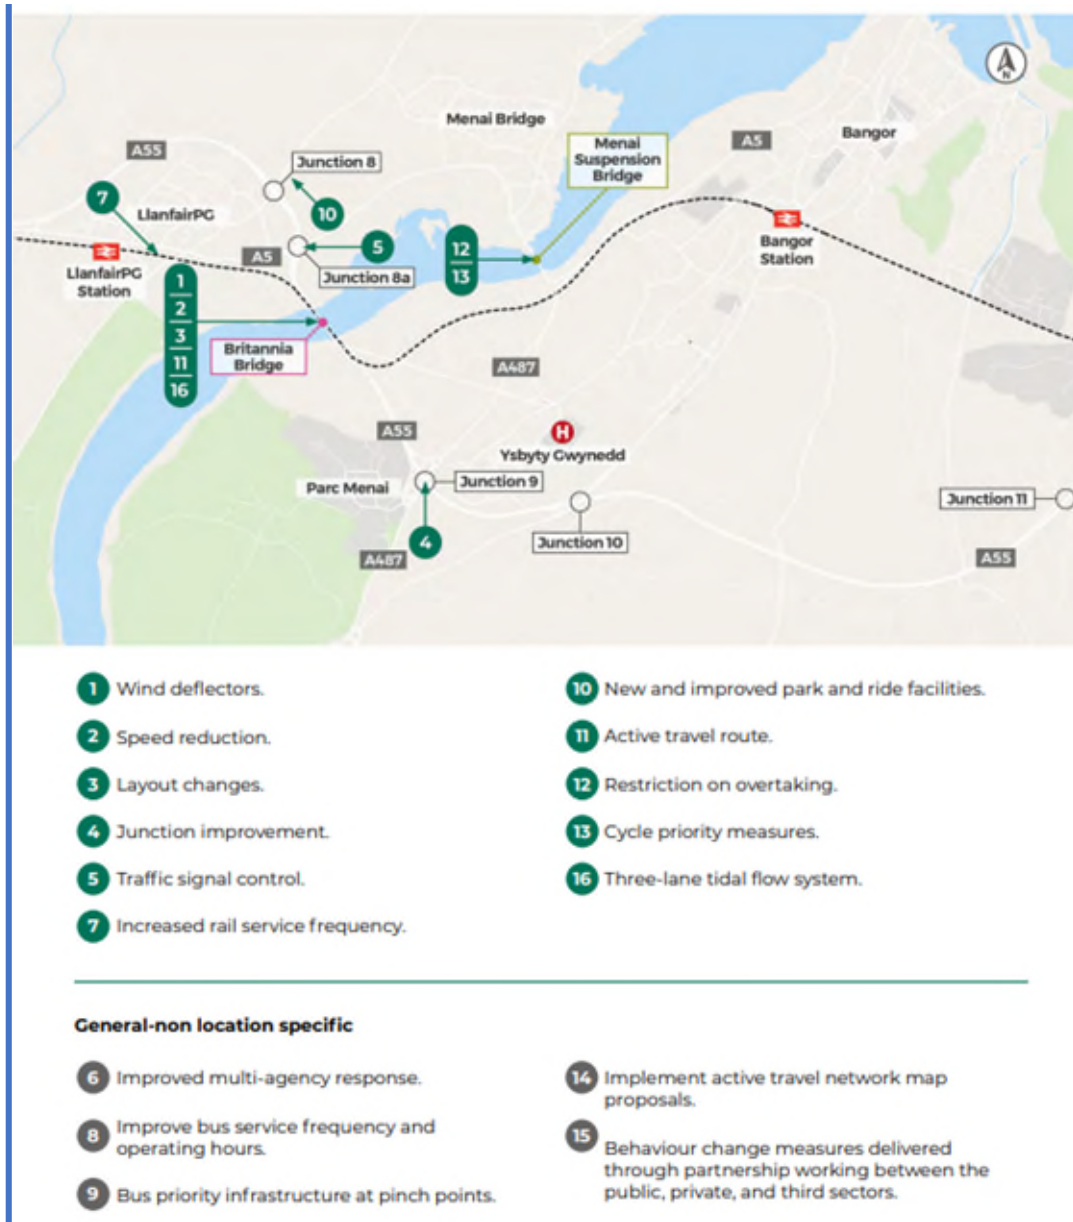 N
Menai Bridge
Menai
Suspension
Bridge
A5
Bangor
A55
Junction 8
7
LlanfairPG
10
5
12
13
Bangor
Station
A5
LlanfairPG
Station
Junction 8a
1
2
3
11
16
Britannia
Bridge
A487
A55
H
Ysbyty Gwynedd
Parc Menai
Junction 9
Junction 11
4
Junction 10
A487
A55
1 Wind deflectors.
2 Speed reduction.
3 Layout changes.
4 Junction improvement.
5 Traffic signal control.
7 Increased rail service frequency.
10 New and improved park and ride facilities.
11 Active travel route.
12 Restriction on overtaking.
13 Cycle priority measures.
16 Three-lane tidal flow system.
General-non location specific
6 Improved multi-agency response.
8 Improve bus service frequency and
operating hours.
9 Bus priority infrastructure at pinch points.
14 Implement active travel network map
proposals.
15 Behaviour change measures delivered
through partnership working between the
public, private, and third sectors.